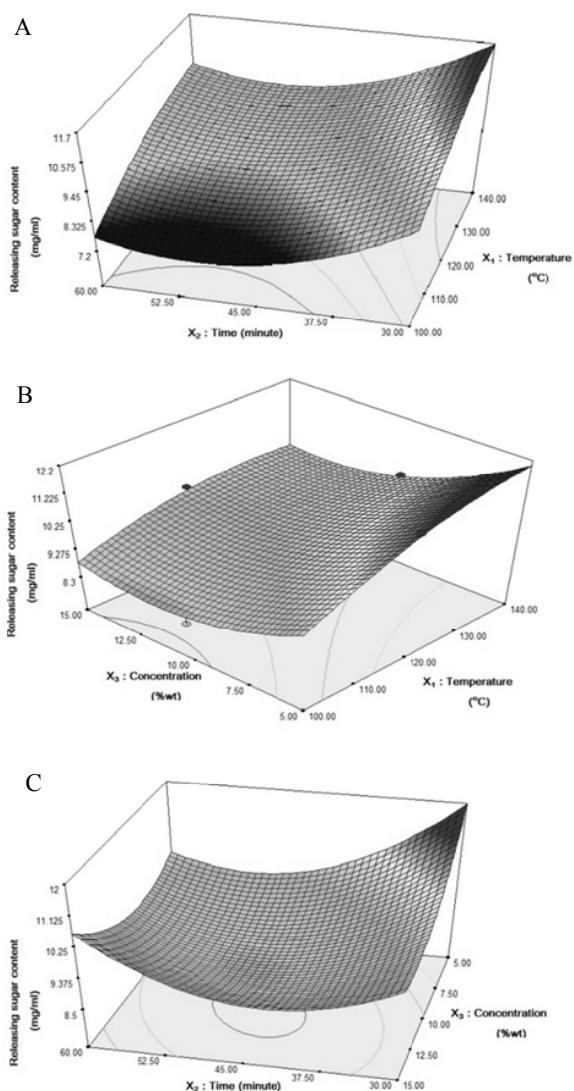 A
Releasing sugar content
(mg/ml)
11.7
10.575
9.45
8.325
7.2
60.00
52.50
45.00
37.50
30.00
X₂ : Time (minute)
100.00
110.00
120.00
130.00
140.00
X₁ : Temperature
(°C)
B
Releasing sugar content
(mg/ml)
12.2
11.225
10.25
9.275
8.3
15.00
12.50
10.00
7.50
5.00
X₃ : Concentration
(%wt)
100.00
110.00
120.00
130.00
140.00
X₁ : Temperature
(°C)
C
Releasing sugar content
(mg/ml)
12
11.125
10.25
9.375
8.5
60.00
52.50
45.00
37.50
30.00
X₂ : Time (minute)
15.00
12.50
10.00
7.50
5.00
X₃ : Concentration
(%wt)